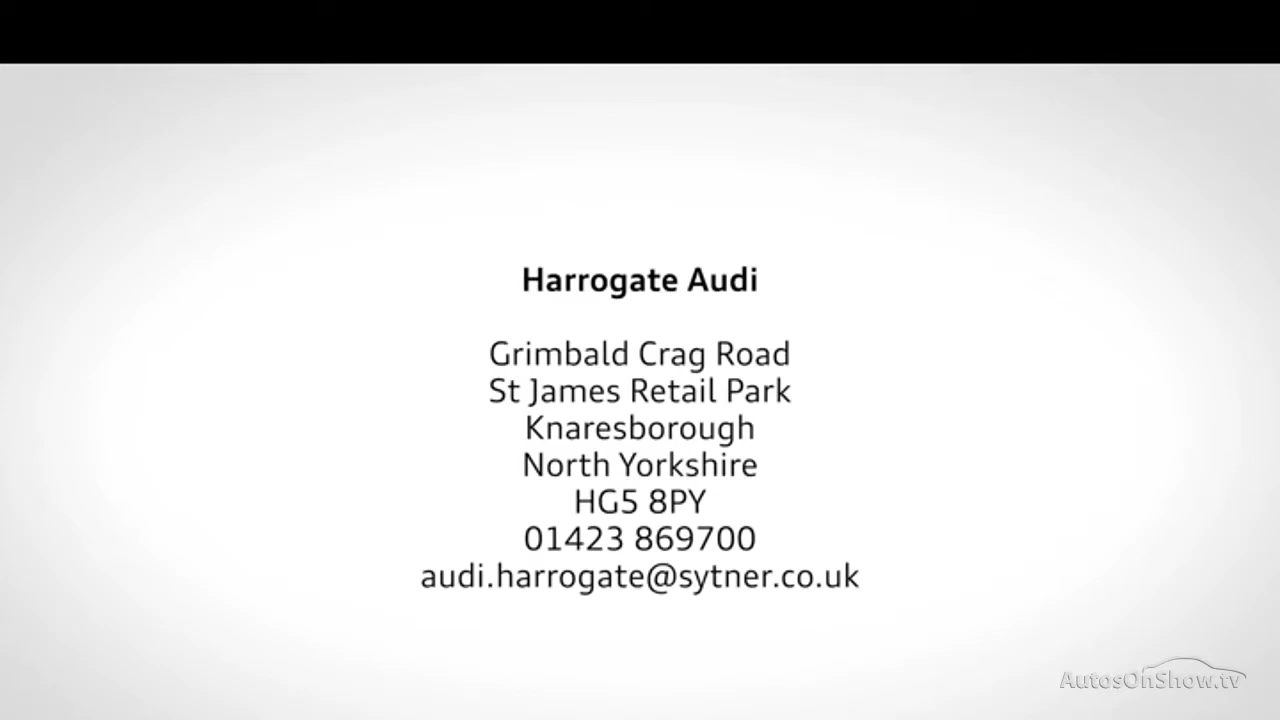 Harrogate Audi
Grimbald Crag Road
St James Retail Park
Knaresborough
North Yorkshire
HG5 8PY
01423 869700
audi.harrogate@sytner.co.uk
AutosOnShow.tv